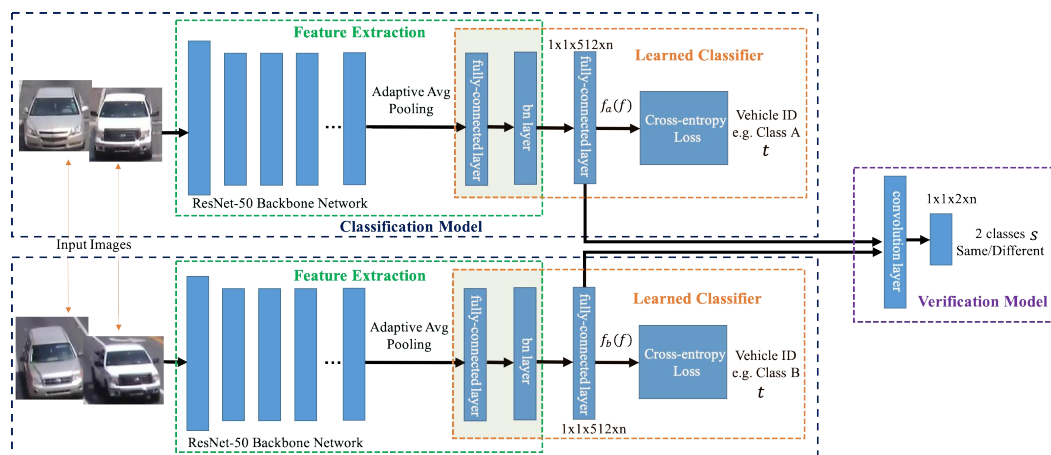 Feature Extraction
1x1x512xn
Learned Classifier
Adaptive Avg
Pooling
...
fully-connected layer
bn layer
fully-connected layer
fₐ(f)
Cross-entropy
Loss
Vehicle ID
e.g. Class A
t
ResNet-50 Backbone Network
Classification Model
Input Images
convolution layer
1x1x2xn
2 classes s
Same/Different
Verification Model
Feature Extraction
Learned Classifier
Adaptive Avg
Pooling
...
fully-connected layer
bn layer
fully-connected layer
f_b(f)
Cross-entropy
Loss
Vehicle ID
e.g. Class B
t
1x1x512xn
ResNet-50 Backbone Network